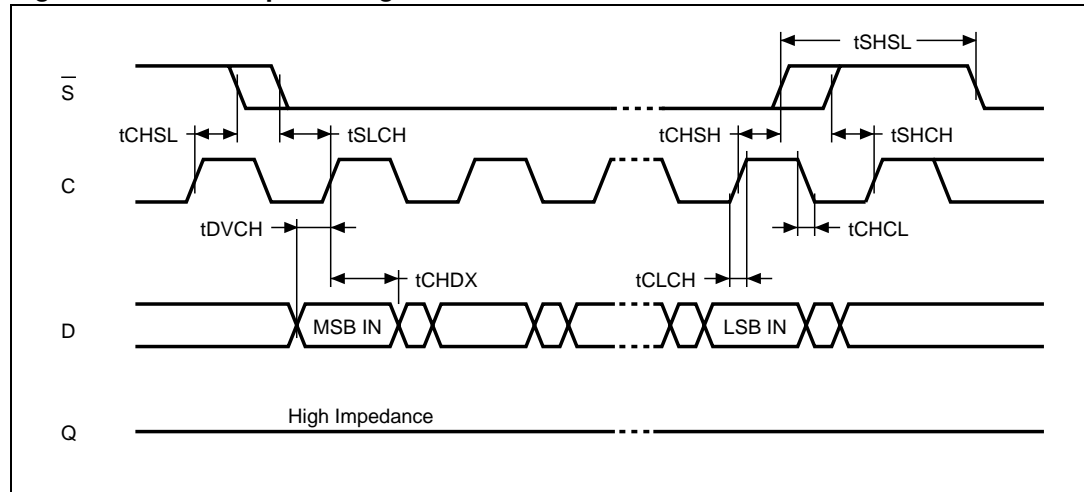 tSHSL
S
tCHSL
tSLCH
tCHSH
tSHCH
C
tDVCH
tCHCL
tCHDX
tCLCH
D
MSB IN
LSB IN
High Impedance
Q